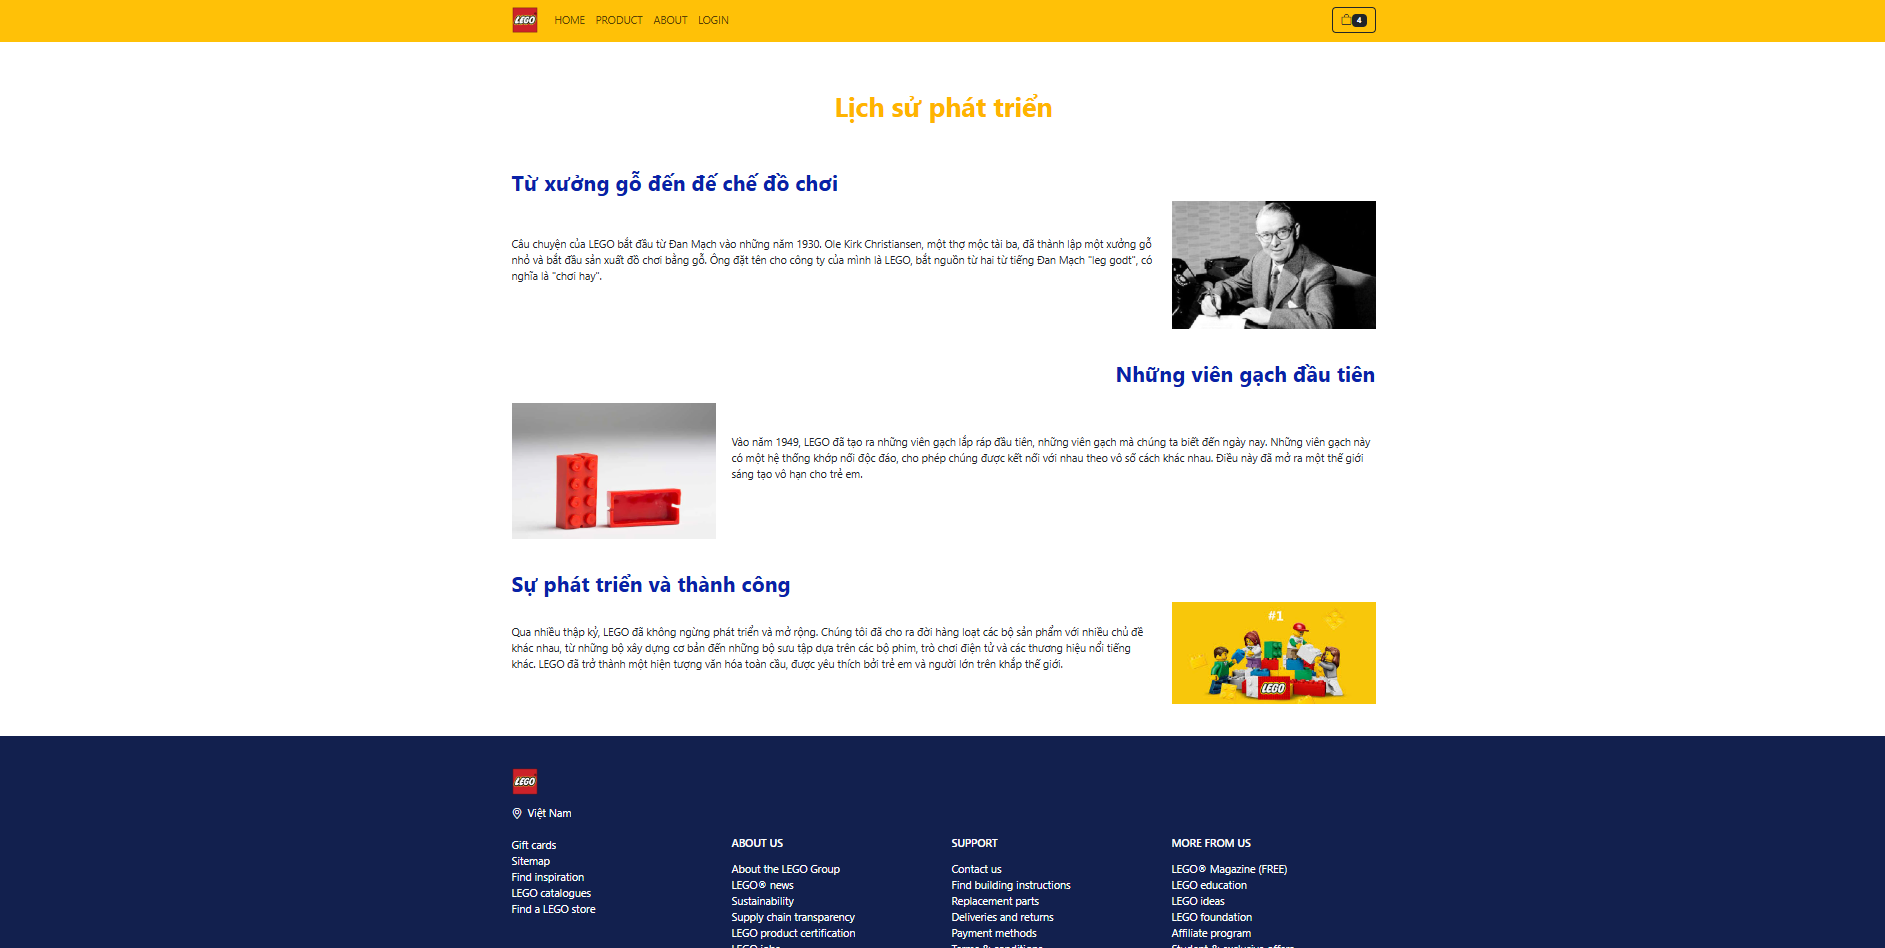 LEGO HOME PRODUCT ABOUT LOGIN 4
Lịch sử phát triển
Từ xưởng gỗ đến đế chế đồ chơi
Câu chuyện của LEGO bắt đầu từ Đan Mạch vào những năm 1930. Ole Kirk Christiansen, một thợ mộc tài ba, đã thành lập một xưởng gỗ
nhỏ và bắt đầu sản xuất đồ chơi bằng gỗ. Ông đặt tên cho công ty của mình là LEGO, bắt nguồn từ hai từ tiếng Đan Mạch "leg godt", có
nghĩa là "chơi hay".
Những viên gạch đầu tiên
Vào năm 1949, LEGO đã tạo ra những viên gạch lắp ráp đầu tiên, những viên gạch mà chúng ta biết đến ngày nay. Những viên gạch này
có một hệ thống khớp nối độc đáo, cho phép chúng được kết nối với nhau theo vô số cách khác nhau. Điều này đã mở ra một thế giới
sáng tạo vô hạn cho trẻ em.
Sự phát triển và thành công
Qua nhiều thập kỷ, LEGO đã không ngừng phát triển và mở rộng. Chúng tôi đã cho ra đời hàng loạt các bộ sản phẩm với nhiều chủ đề
khác nhau, từ những bộ xây dựng cơ bản đến những bộ sưu tập dựa trên các bộ phim, trò chơi điện tử và các thương hiệu nổi tiếng
khác. LEGO đã trở thành một hiện tượng văn hóa toàn cầu, được yêu thích bởi trẻ em và người lớn trên khắp thế giới.
#1
LEGO
LEGO
Việt Nam
Gift cards
Sitemap
Find inspiration
LEGO catalogues
Find a LEGO store
ABOUT US
About the LEGO Group
LEGO® news
Sustainability
Supply chain transparency
LEGO product certification
LEGO jobs
SUPPORT
Contact us
Find building instructions
Replacement parts
Deliveries and returns
Payment methods
Terms & conditions
MORE FROM US
LEGO® Magazine (FREE)
LEGO education
LEGO ideas
LEGO foundation
Affiliate program
Student & exclusive offers